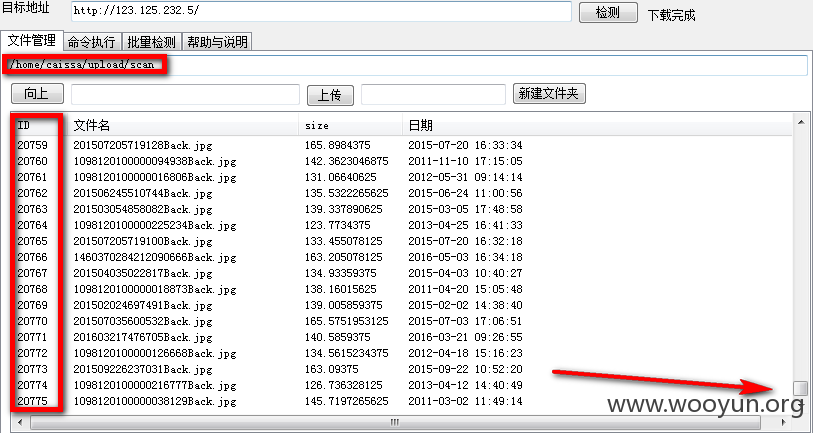 目标地址 http://123.125.232.5/ 检测 下载完成
文件管理 命令执行 批量检测 帮助与说明
/home/caissa/upload/scan
向上 上传 新建文件夹
ID 文件名 size 日期
20759 201507205719128Back.jpg 165.8984375 2015-07-20 16:33:34
20760 1098120100000094938Back.jpg 142.3623046875 2011-11-10 17:15:05
20761 1098120100000016806Back.jpg 131.06640625 2012-05-31 09:14:14
20762 201506245510744Back.jpg 135.5322265625 2015-06-24 11:00:56
20763 201503054858082Back.jpg 139.337890625 2015-03-05 17:48:58
20764 1098120100000225234Back.jpg 123.7734375 2013-04-25 16:41:33
20765 201507205719100Back.jpg 133.455078125 2015-07-20 16:32:18
20766 1460370284212090666Back.jpg 163.205078125 2016-05-03 16:34:18
20767 201504035022817Back.jpg 134.93359375 2015-04-03 10:40:27
20768 1098120100000018873Back.jpg 138.16015625 2011-04-20 15:05:48
20769 201502024697491Back.jpg 139.005859375 2015-02-02 14:38:40
20770 201507035600532Back.jpg 165.5751953125 2015-07-03 17:06:51
20771 201603217476705Back.jpg 140.5859375 2016-03-21 09:26:55
20772 1098120100000126668Back.jpg 134.5615234375 2012-04-18 15:16:23
20773 201509226237031Back.jpg 163.09375 2015-09-22 10:52:20
20774 1098120100000216777Back.jpg 126.736328125 2013-04-12 14:40:49
20775 1098120100000038129Back.jpg 145.7197265625 2011-03-02 11:49:14
www.wooyun.org